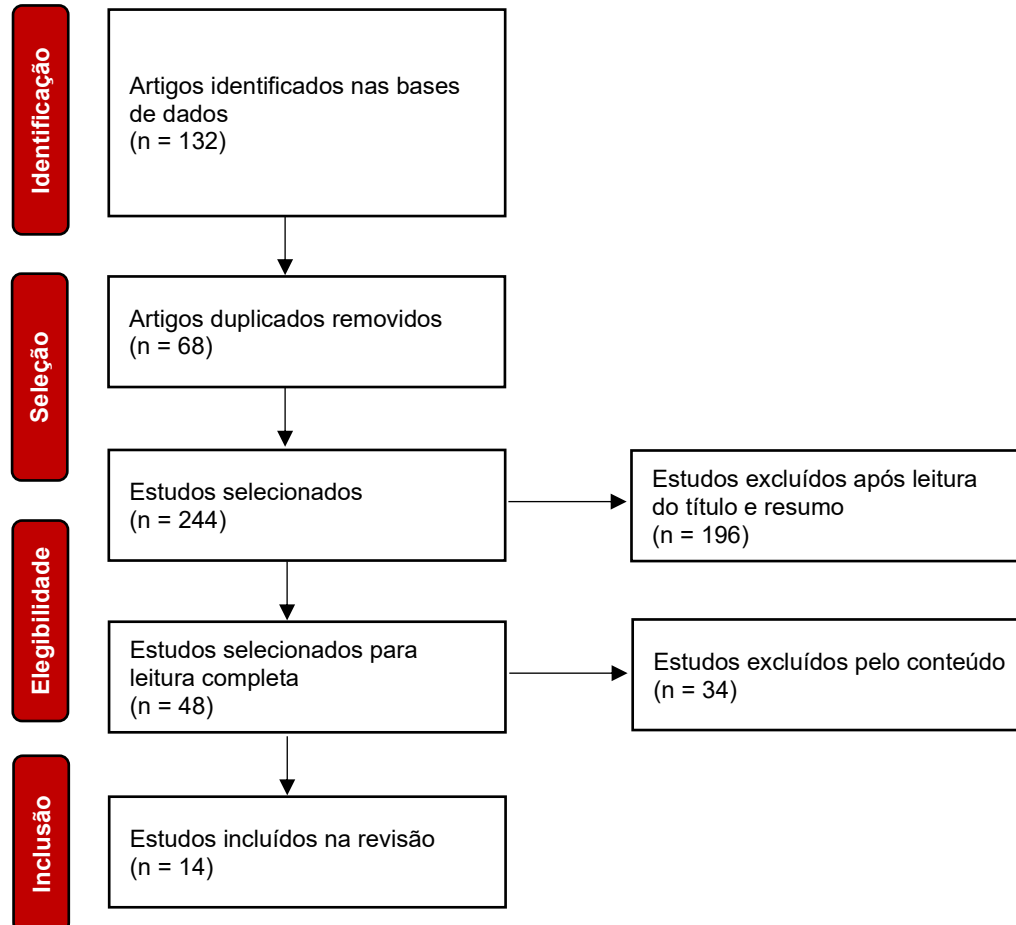 Identificação
Artigos identificados nas bases
de dados
(n = 132)
Seleção
Artigos duplicados removidos
(n = 68)
Estudos selecionados
(n = 244)
Estudos excluídos após leitura
do título e resumo
(n = 196)
Elegibilidade
Estudos selecionados para
leitura completa
(n = 48)
Estudos excluídos pelo conteúdo
(n = 34)
Inclusão
Estudos incluídos na revisão
(n = 14)